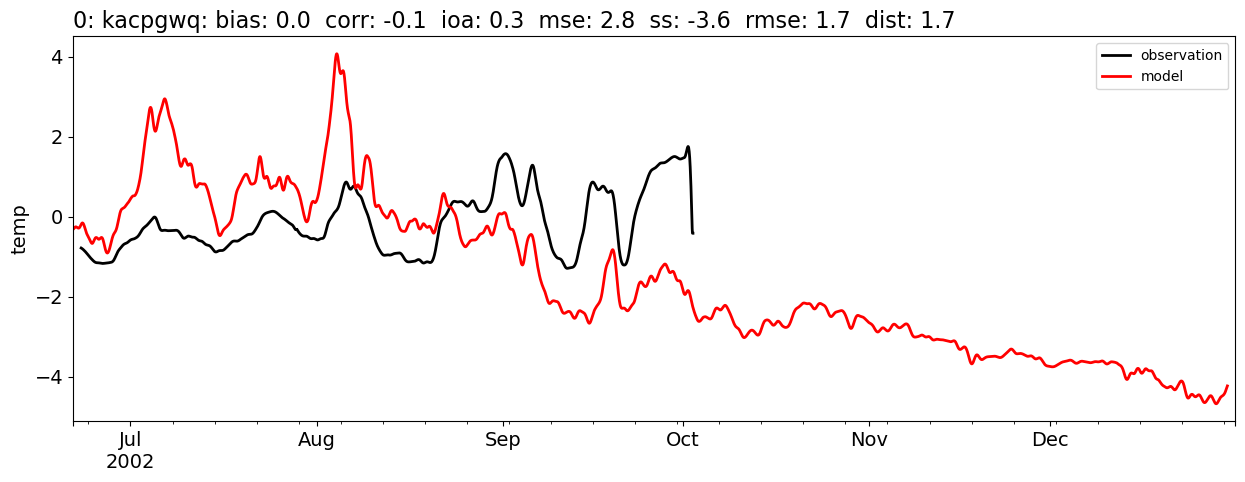 0: kacpgwq: bias: 0.0  corr: -0.1  ioa: 0.3  mse: 2.8  ss: -3.6  rmse: 1.7  dist: 1.7
observation
model
temp
4
2
0
−2
−4
Jul
2002
Aug
Sep
Oct
Nov
Dec